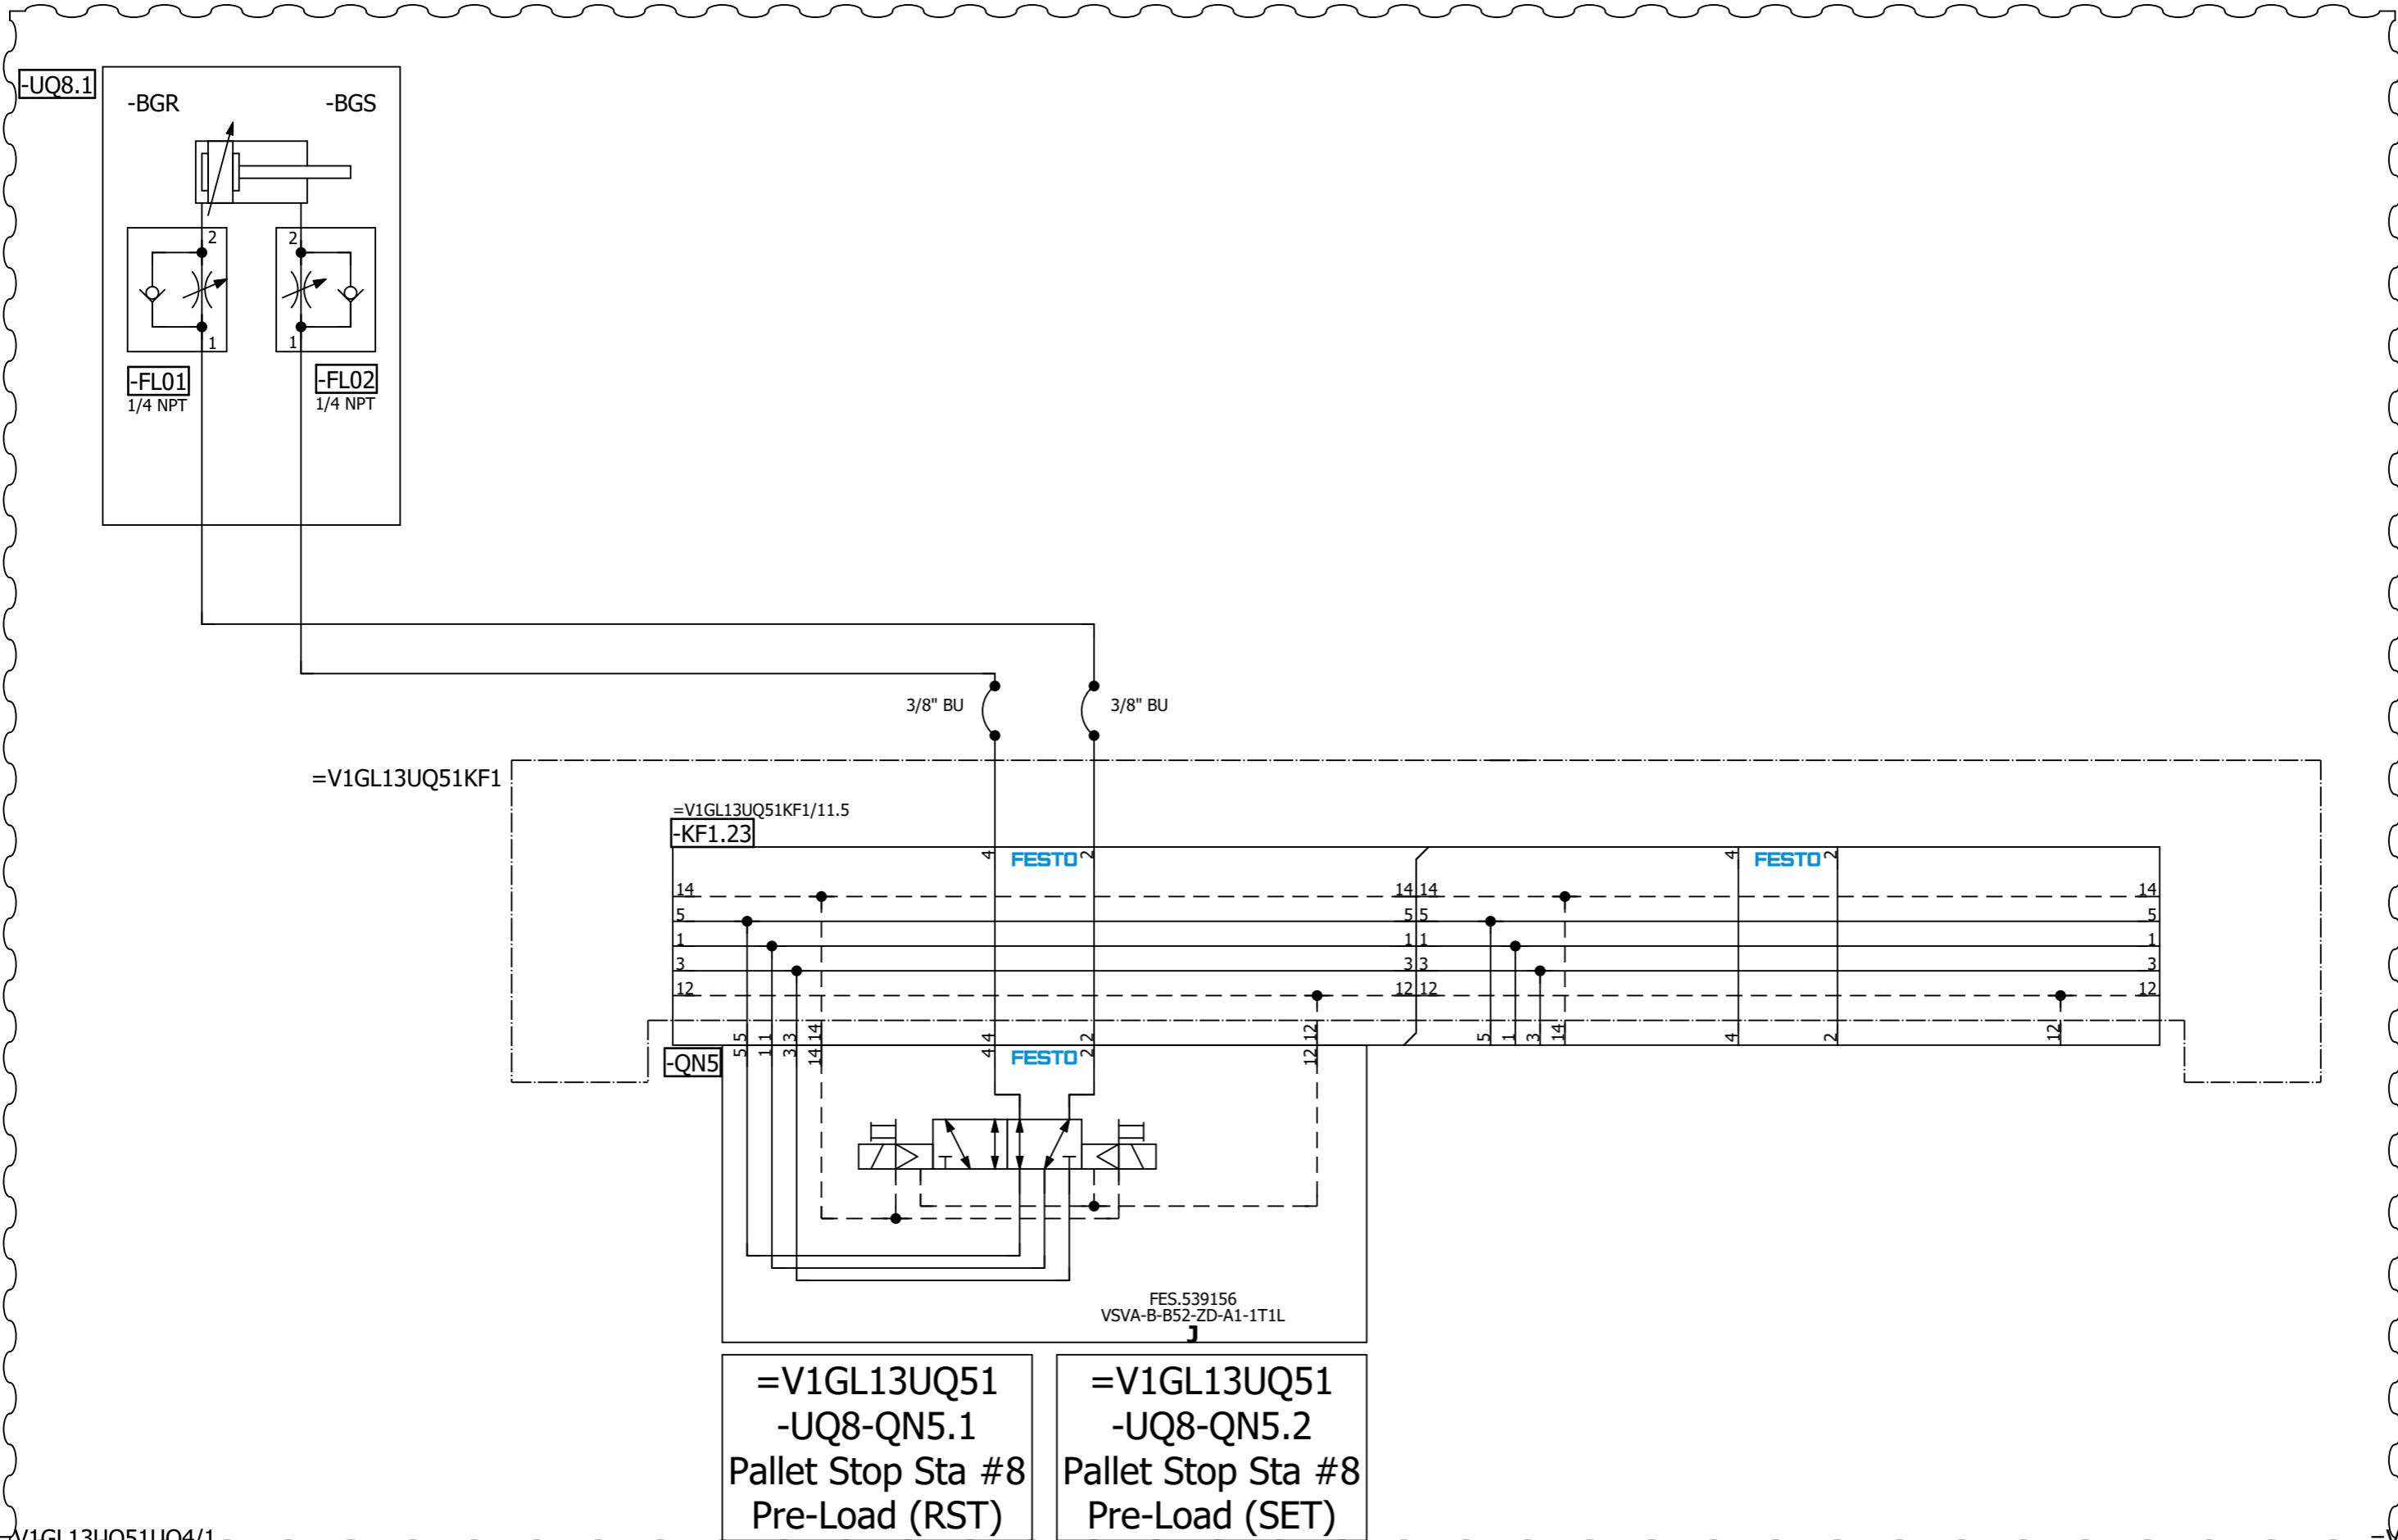 -UQ8.1
-BGR
-BGS
2
2
1
1
-FL01
1/4 NPT
-FL02
1/4 NPT
3/8" BU
3/8" BU
=V1GL13UQ51KF1
=V1GL13UQ51KF1/11.5
-KF1.23
4 FESTO 2
4 FESTO 2
14 14 14 14
5 5 5 5
1 1 1 1
3 3 3 3
12 12 12 12
5 1 3 14 4 2 12
5 1 3 14 4 2 12
-QN5
5 1 3 14 4 FESTO 2 12
FES.539156
VSVA-B-B52-ZD-A1-1T1L
J
=V1GL13UQ51
-UQ8-QN5.1
Pallet Stop Sta #8
Pre-Load (RST)
=V1GL13UQ51
-UQ8-QN5.2
Pallet Stop Sta #8
Pre-Load (SET)